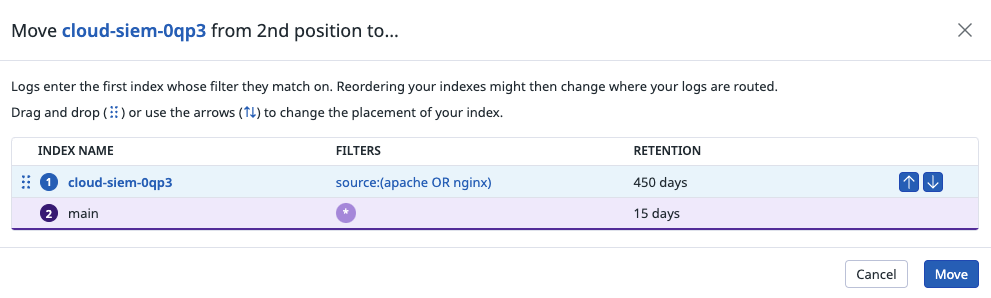 Move cloud-siem-0qp3 from 2nd position to...
Logs enter the first index whose filter they match on. Reordering your indexes might then change where your logs are routed.
Drag and drop (⠿) or use the arrows (↑↓) to change the placement of your index.
INDEX NAME FILTERS RETENTION
1 cloud-siem-0qp3 source:(apache OR nginx) 450 days
2 main * 15 days
Cancel Move